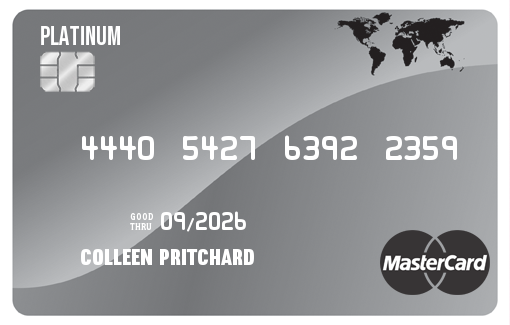 PLATINUM
4440 5427 6392 2359
GOOD THRU 09/2026
COLLEEN PRITCHARD
MasterCard